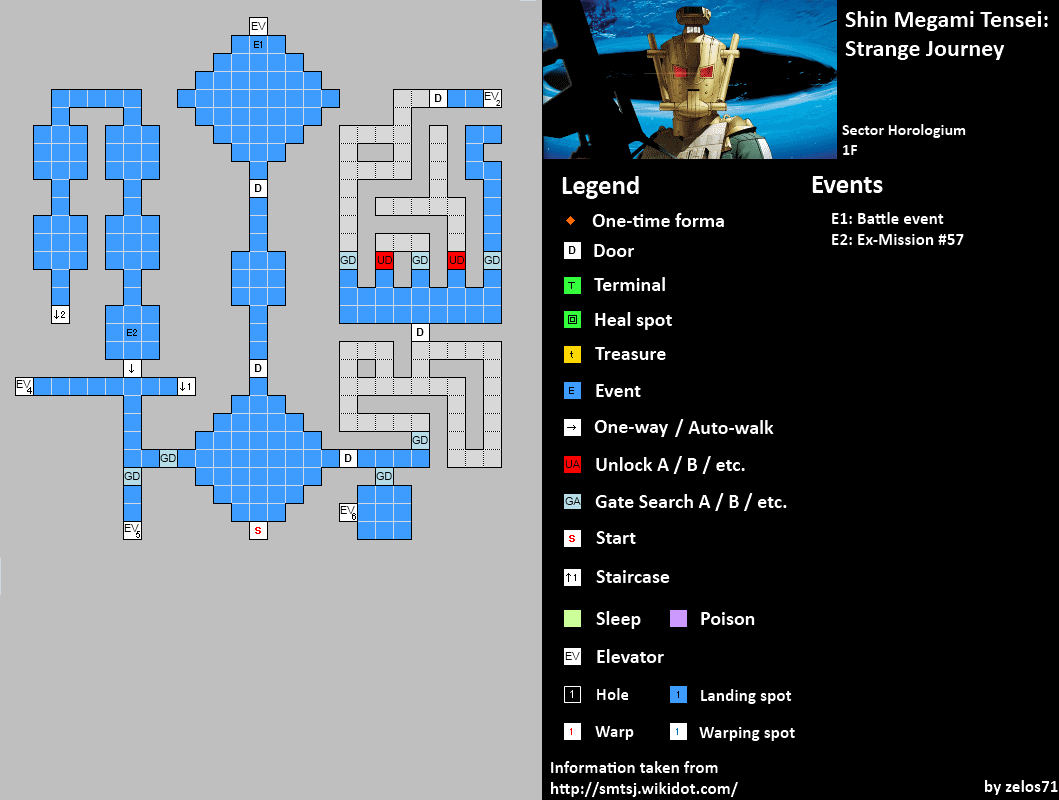 EV
E1
D
EV2
D
GD
UD
GD
UD
GD
↓2
E2
D
↓
D
EV4
↓1
GD
GD
D
GD
GD
EV6
EV5
S
Shin Megami Tensei:
Strange Journey
Sector Horologium
1F
Legend
Events
One-time forma
E1: Battle event
E2: Ex-Mission #57
D Door
T Terminal
Heal spot
t Treasure
E Event
→ One-way / Auto-walk
UA Unlock A / B / etc.
GA Gate Search A / B / etc.
S Start
↑1 Staircase
Sleep
Poison
EV Elevator
1 Hole
1 Landing spot
1 Warp
1 Warping spot
Information taken from
http://smtsj.wikidot.com/
by zelos71